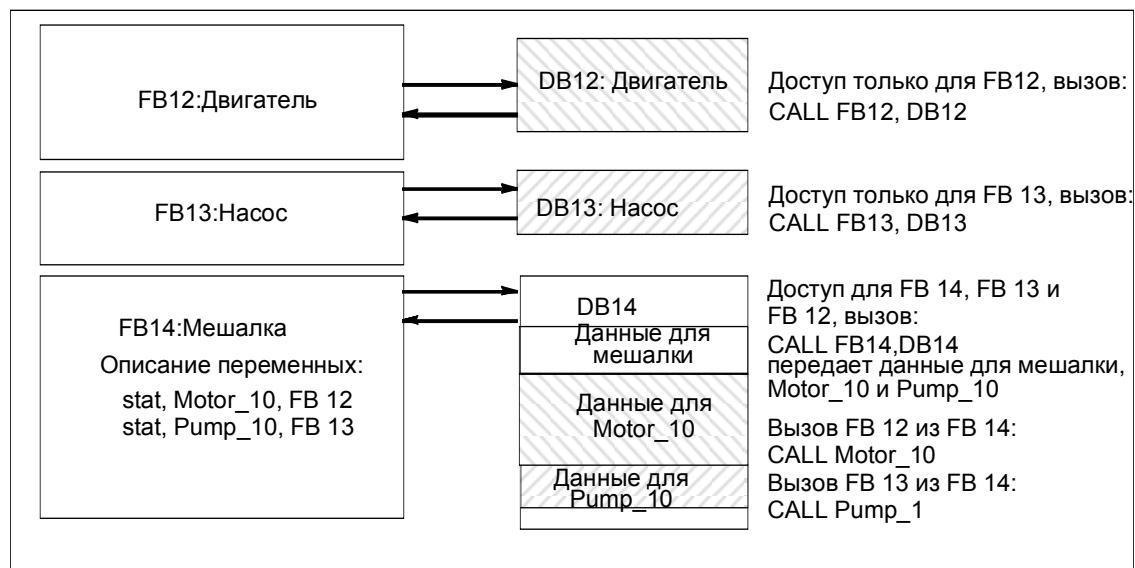 FB12:Двигатель
DB12: Двигатель
Доступ только для FB12, вызов:
CALL FB12, DB12
FB13:Насос
DB13: Насос
Доступ только для FB 13, вызов:
CALL FB13, DB13
FB14:Мешалка
Описание переменных:
stat, Motor_10, FB 12
stat, Pump_10, FB 13
DB14
Данные для
мешалки
Данные для
Motor_10
Данные для
Pump_10
Доступ для FB 14, FB 13 и
FB 12, вызов:
CALL FB14,DB14
передает данные для мешалки,
Motor_10 и Pump_10
Вызов FB 12 из FB 14:
CALL Motor_10
Вызов FB 13 из FB 14:
CALL Pump_1